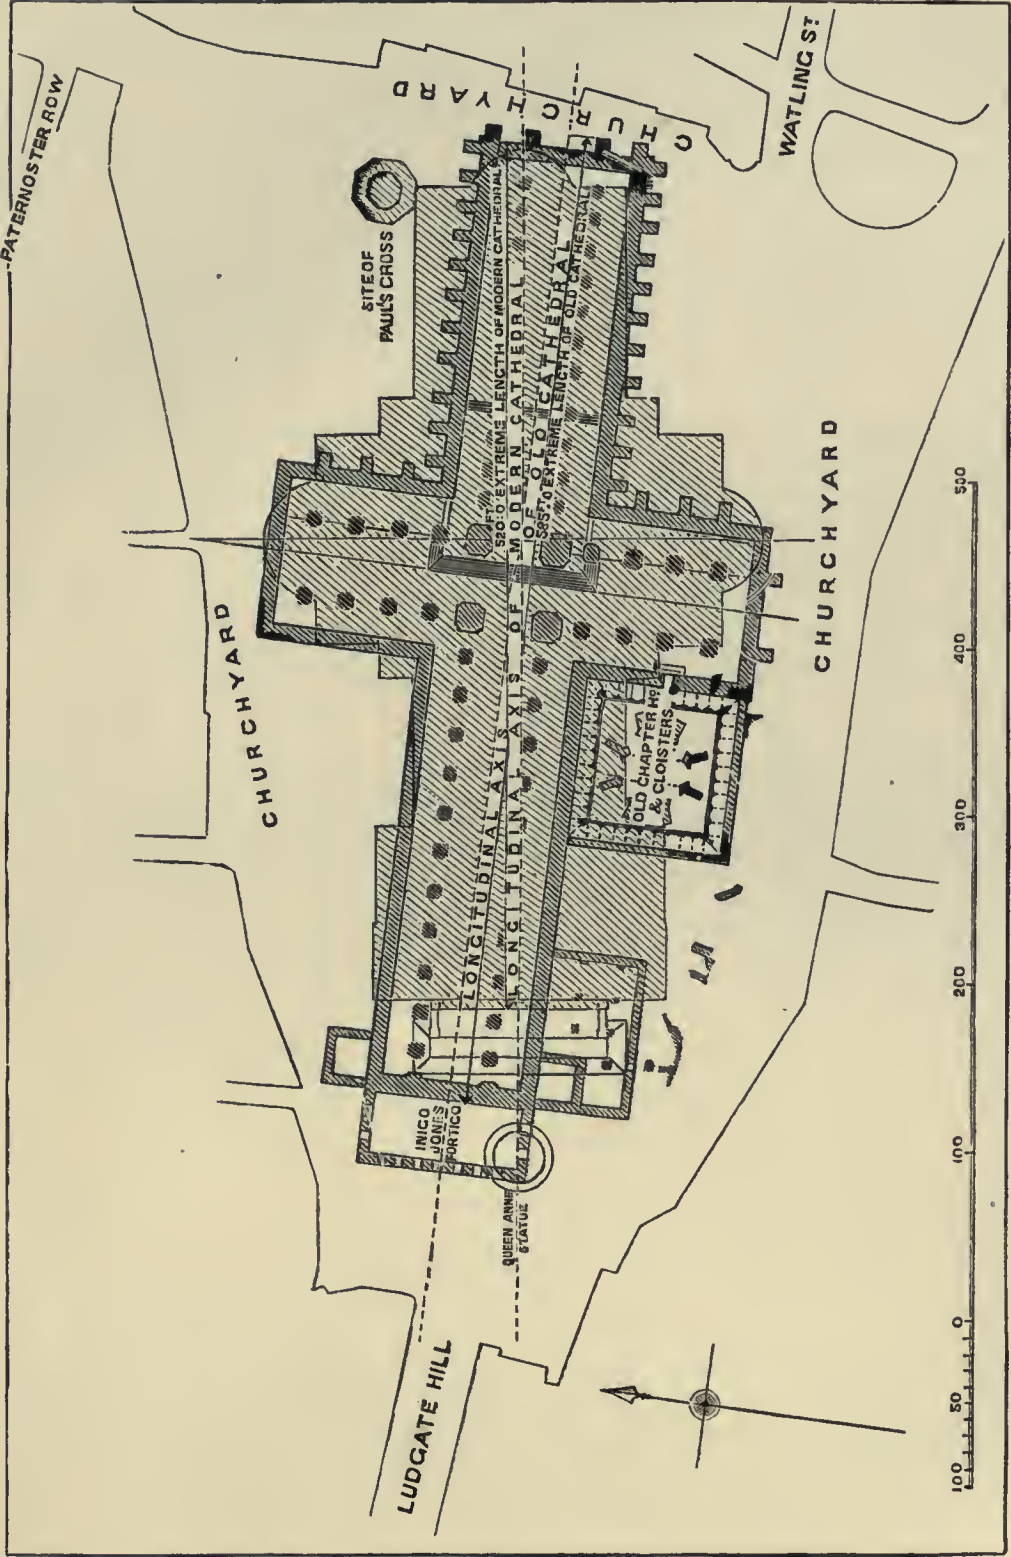 PATERNOSTER ROW
CHURCHYARD
WATLING ST
SITE OF
PAUL'S CROSS
520:0 EXTREME LENGTH OF MODERN CATHEDRAL
LONGITUDINAL AXIS OF MODERN CATHEDRAL
LONGITUDINAL AXIS OF OLD CATHEDRAL
585FT 0 EXTREME LENGTH OF OLD CATHEDRAL
CHURCHYARD
CHURCHYARD
OLD CHAPTER HO
& CLOISTERS
INIGO
JONES
PORTICO
QUEEN ANNE
STATUE
LUDGATE HILL
100 50 0 100 200 300 400 500